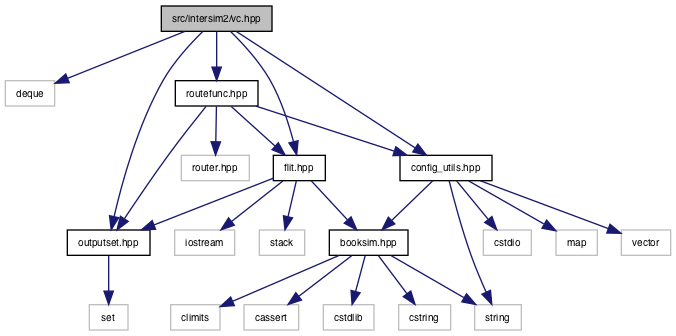 src/intersim2/vc.hpp
deque
routefunc.hpp
router.hpp
flit.hpp
config_utils.hpp
outputset.hpp
iostream
stack
booksim.hpp
cstdio
map
vector
set
climits
cassert
cstdlib
cstring
string